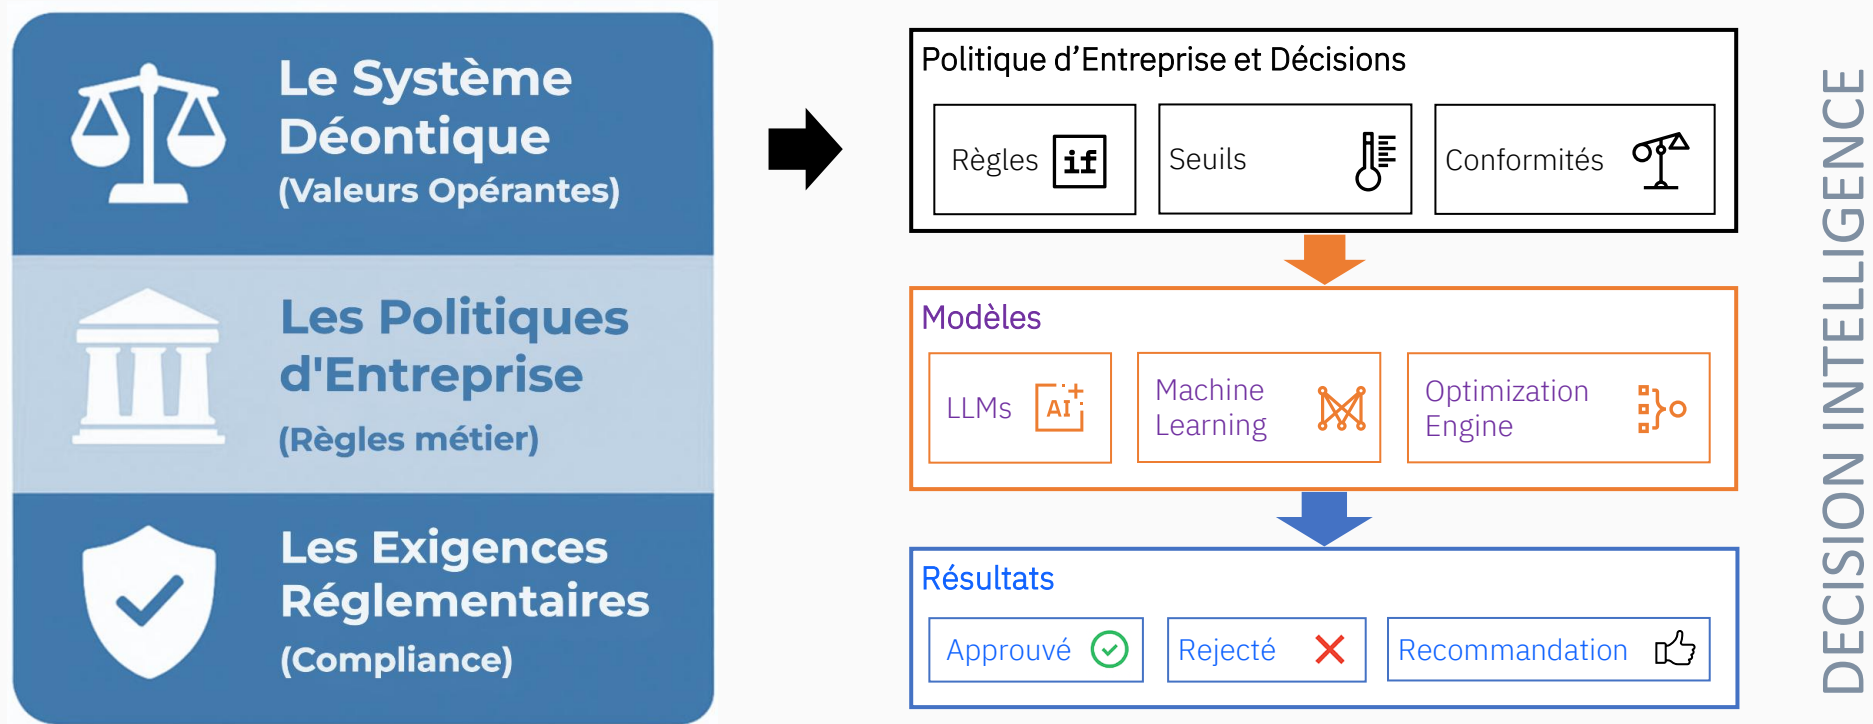 Le Système
Déontique
(Valeurs Opérantes)
Les Politiques
d'Entreprise
(Règles métier)
Les Exigences
Réglementaires
(Compliance)
Politique d’Entreprise et Décisions
Règles
if
Seuils
Conformités
Modèles
LLMs
AI
Machine
Learning
Optimization
Engine
Résultats
Approuvé
Rejecté
Recommandation
DECISION INTELLIGENCE